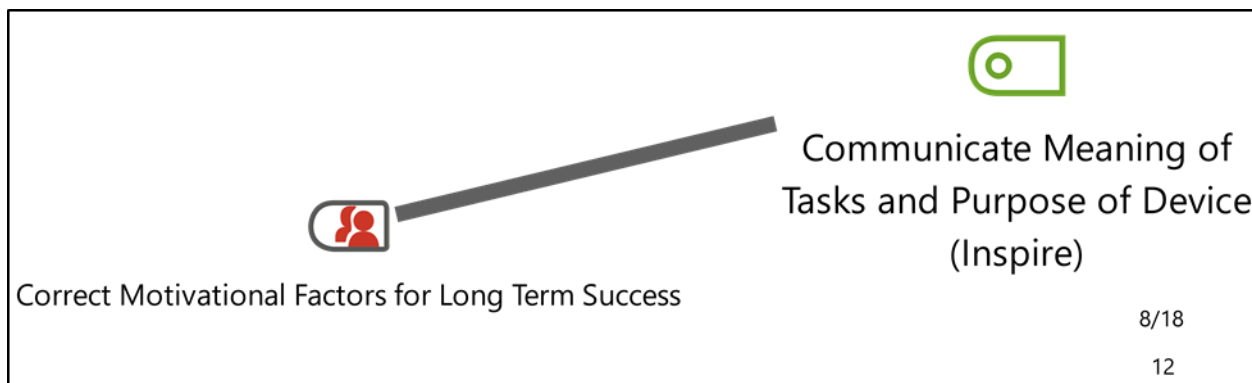 Communicate Meaning of
Tasks and Purpose of Device
(Inspire)
Correct Motivational Factors for Long Term Success
8/18
12